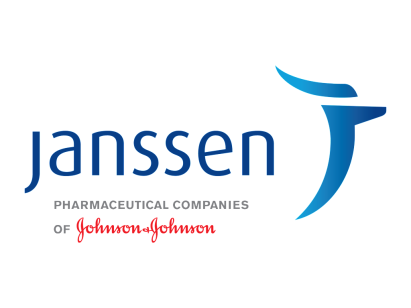 janssen
PHARMACEUTICAL COMPANIES
OF Johnson&Johnson